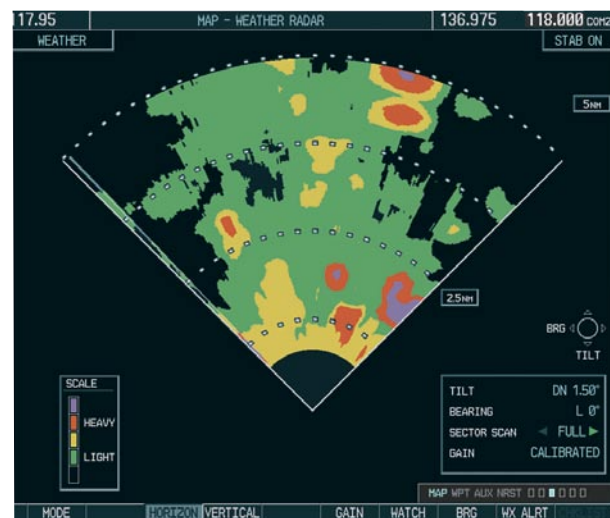 117.95 MAP - WEATHER RADAR 136.975 118.000 COM2
WEATHER STAB ON
5NM
2.5NM
BRG
TILT
SCALE
HEAVY
LIGHT
TILT DN 1.50°
BEARING L 0°
SECTOR SCAN FULL
GAIN CALIBRATED
MAP WPT AUX NRST
MODE HORIZON VERTICAL GAIN WATCH BRG WX ALRT CHKLIST